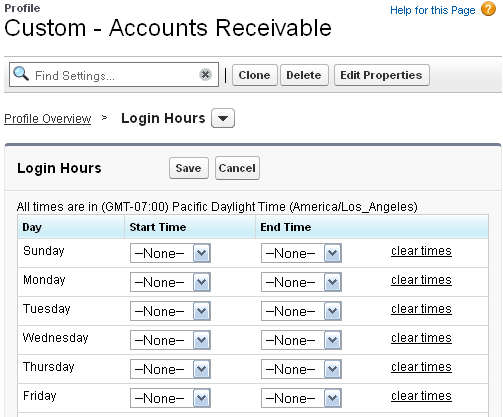 Profile
Help for this Page ?
Custom - Accounts Receivable
Find Settings... Clone Delete Edit Properties
Profile Overview > Login Hours
Login Hours Save Cancel
All times are in (GMT-07:00) Pacific Daylight Time (America/Los_Angeles)
Day Start Time End Time
Sunday --None-- --None-- clear times
Monday --None-- --None-- clear times
Tuesday --None-- --None-- clear times
Wednesday --None-- --None-- clear times
Thursday --None-- --None-- clear times
Friday --None-- --None-- clear times